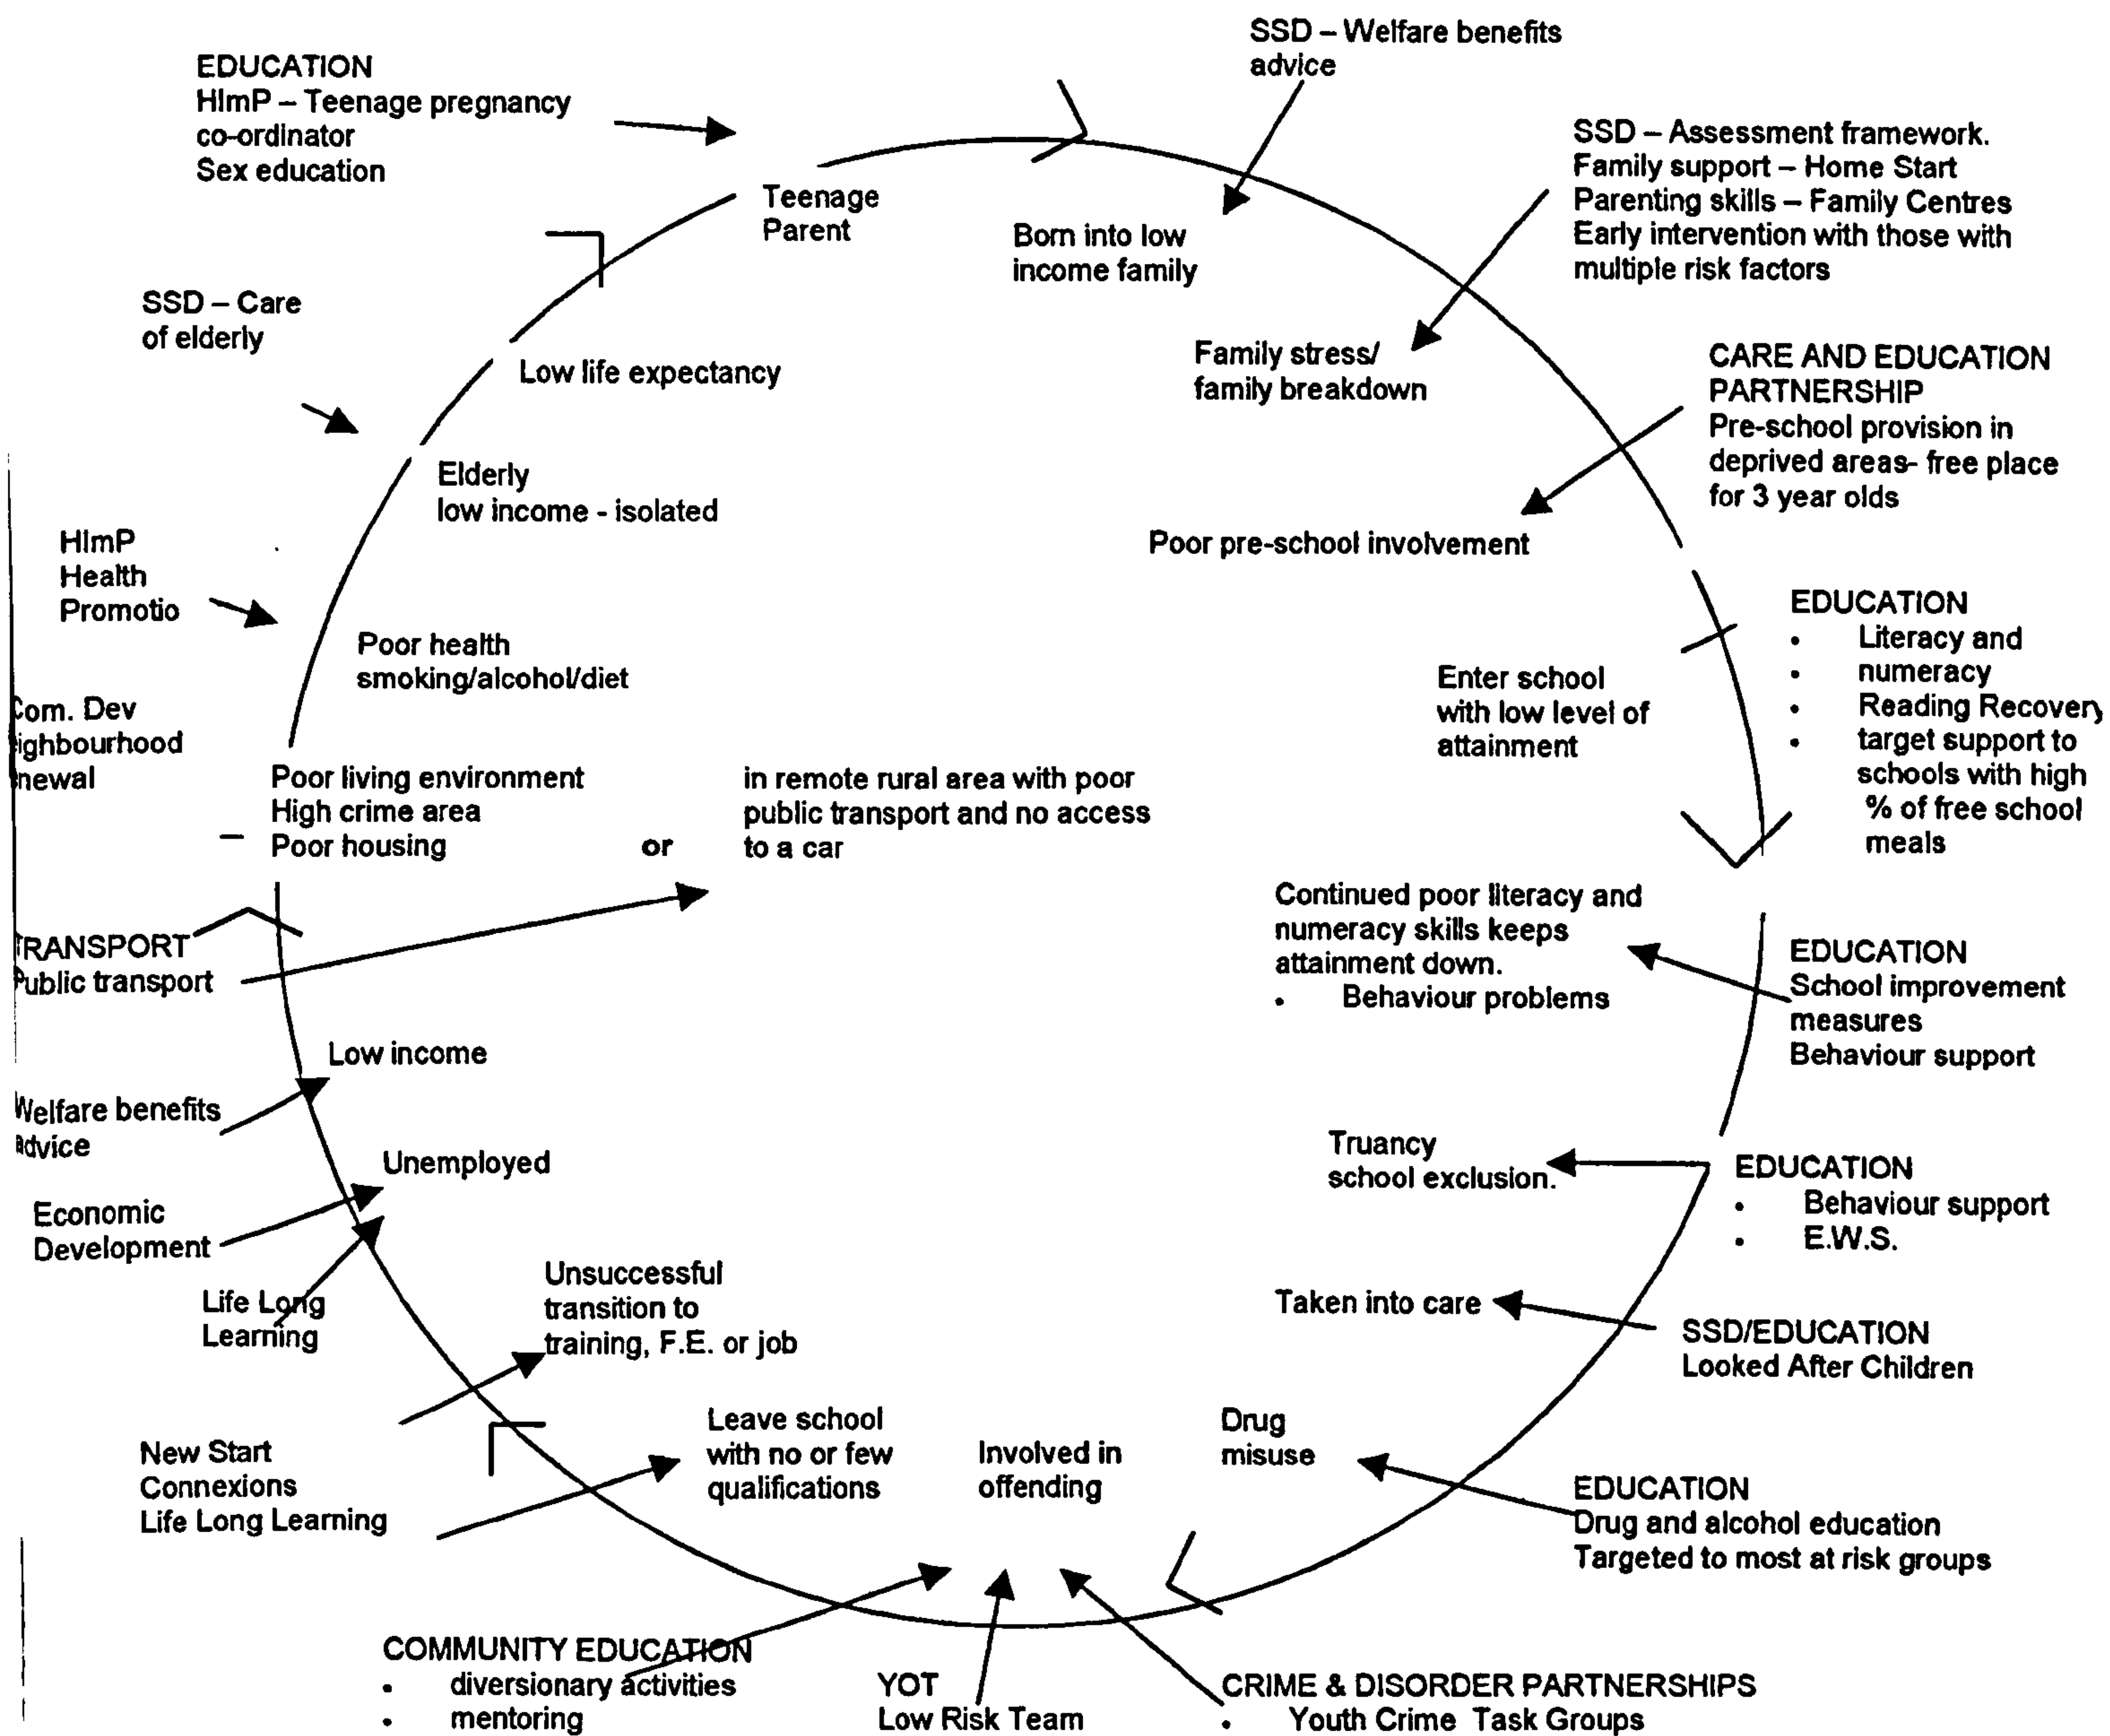 SSD – Welfare benefits
advice
EDUCATION
HImP – Teenage pregnancy
co-ordinator
Sex education
SSD – Assessment framework.
Family support – Home Start
Parenting skills – Family Centres
Early intervention with those with
multiple risk factors
Teenage
Parent
Born into low
income family
SSD – Care
of elderly
Low life expectancy
Family stress/
family breakdown
CARE AND EDUCATION
PARTNERSHIP
Pre-school provision in
deprived areas- free place
for 3 year olds
Elderly
low income - isolated
Poor pre-school involvement
HImP
Health
Promotio
Poor health
smoking/alcohol/diet
Enter school
with low level of
attainment
EDUCATION
• Literacy and
• numeracy
• Reading Recovery
• target support to
schools with high
% of free school
meals
Com. Dev
ighbourhood
newal
Poor living environment
High crime area
Poor housing
or
in remote rural area with poor
public transport and no access
to a car
Continued poor literacy and
numeracy skills keeps
attainment down.
• Behaviour problems
EDUCATION
School improvement
measures
Behaviour support
TRANSPORT
Public transport
Low income
Welfare benefits
advice
Unemployed
Truancy
school exclusion.
EDUCATION
• Behaviour support
• E.W.S.
Economic
Development
Life Long
Learning
Unsuccessful
transition to
training, F.E. or job
Taken into care
SSD/EDUCATION
Looked After Children
New Start
Connexions
Life Long Learning
Leave school
with no or few
qualifications
Involved in
offending
Drug
misuse
EDUCATION
Drug and alcohol education
Targeted to most at risk groups
COMMUNITY EDUCATION
• diversionary activities
• mentoring
YOT
Low Risk Team
CRIME & DISORDER PARTNERSHIPS
• Youth Crime Task Groups